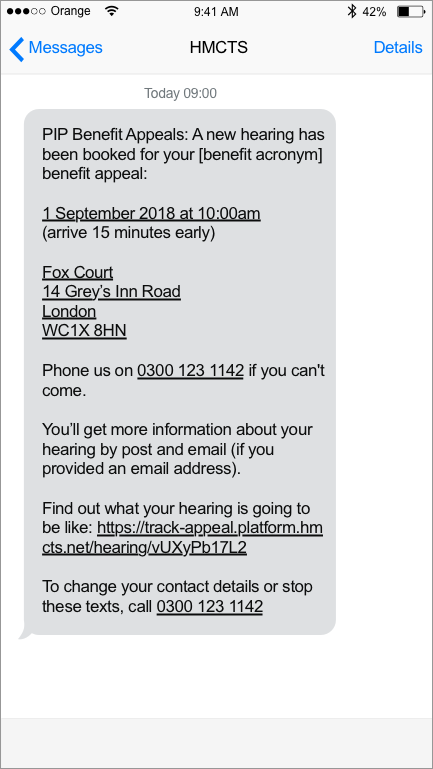 Orange 9:41 AM 42%
Messages HMCTS Details
Today 09:00
PIP Benefit Appeals: A new hearing has
been booked for your [benefit acronym]
benefit appeal:
1 September 2018 at 10:00am
(arrive 15 minutes early)
Fox Court
14 Grey’s Inn Road
London
WC1X 8HN
Phone us on 0300 123 1142 if you can't
come.
You’ll get more information about your
hearing by post and email (if you
provided an email address).
Find out what your hearing is going to
be like: https://track-appeal.platform.hm
cts.net/hearing/vUXyPb17L2
To change your contact details or stop
these texts, call 0300 123 1142